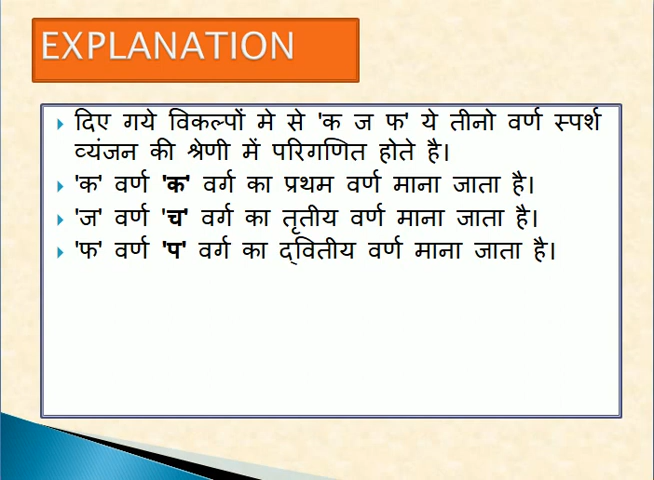 EXPLANATION
दिए गये विकल्पों मे से 'क ज फ' ये तीनो वर्ण स्पर्श
व्यंजन की श्रेणी में परिगणित होते है।
'क' वर्ण 'क' वर्ग का प्रथम वर्ण माना जाता है।
'ज' वर्ण 'च' वर्ग का तृतीय वर्ण माना जाता है।
'फ' वर्ण 'प' वर्ग का द्वितीय वर्ण माना जाता है।